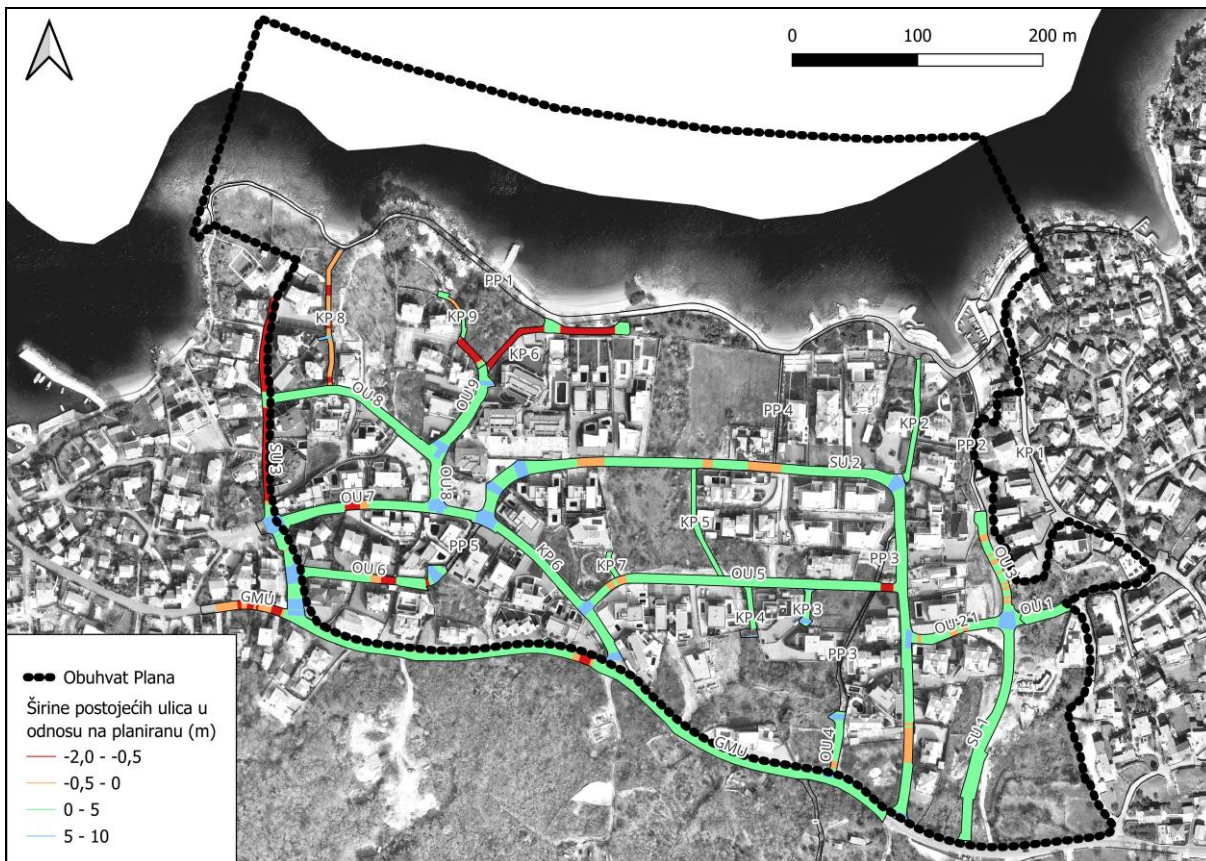 0 100 200 m
PP 1
KP 8
KP 9
KP 6
OU 8
OU 9
PP 4
KP 2
PP 2
KP 1
SU 3
SU 2
OU 8
OU 7
KP 5
PP 5
KP 6
PP 3
OU 3
OU 6
KP 7
OU 5
GMU
KP 4
KP 3
OU 1
OU 2 1
PP 3
SU 1
GMU
OU 4
Obuhvat Plana
Širine postojećih ulica u
odnosu na planiranu (m)
-2,0 - -0,5
-0,5 - 0
0 - 5
5 - 10